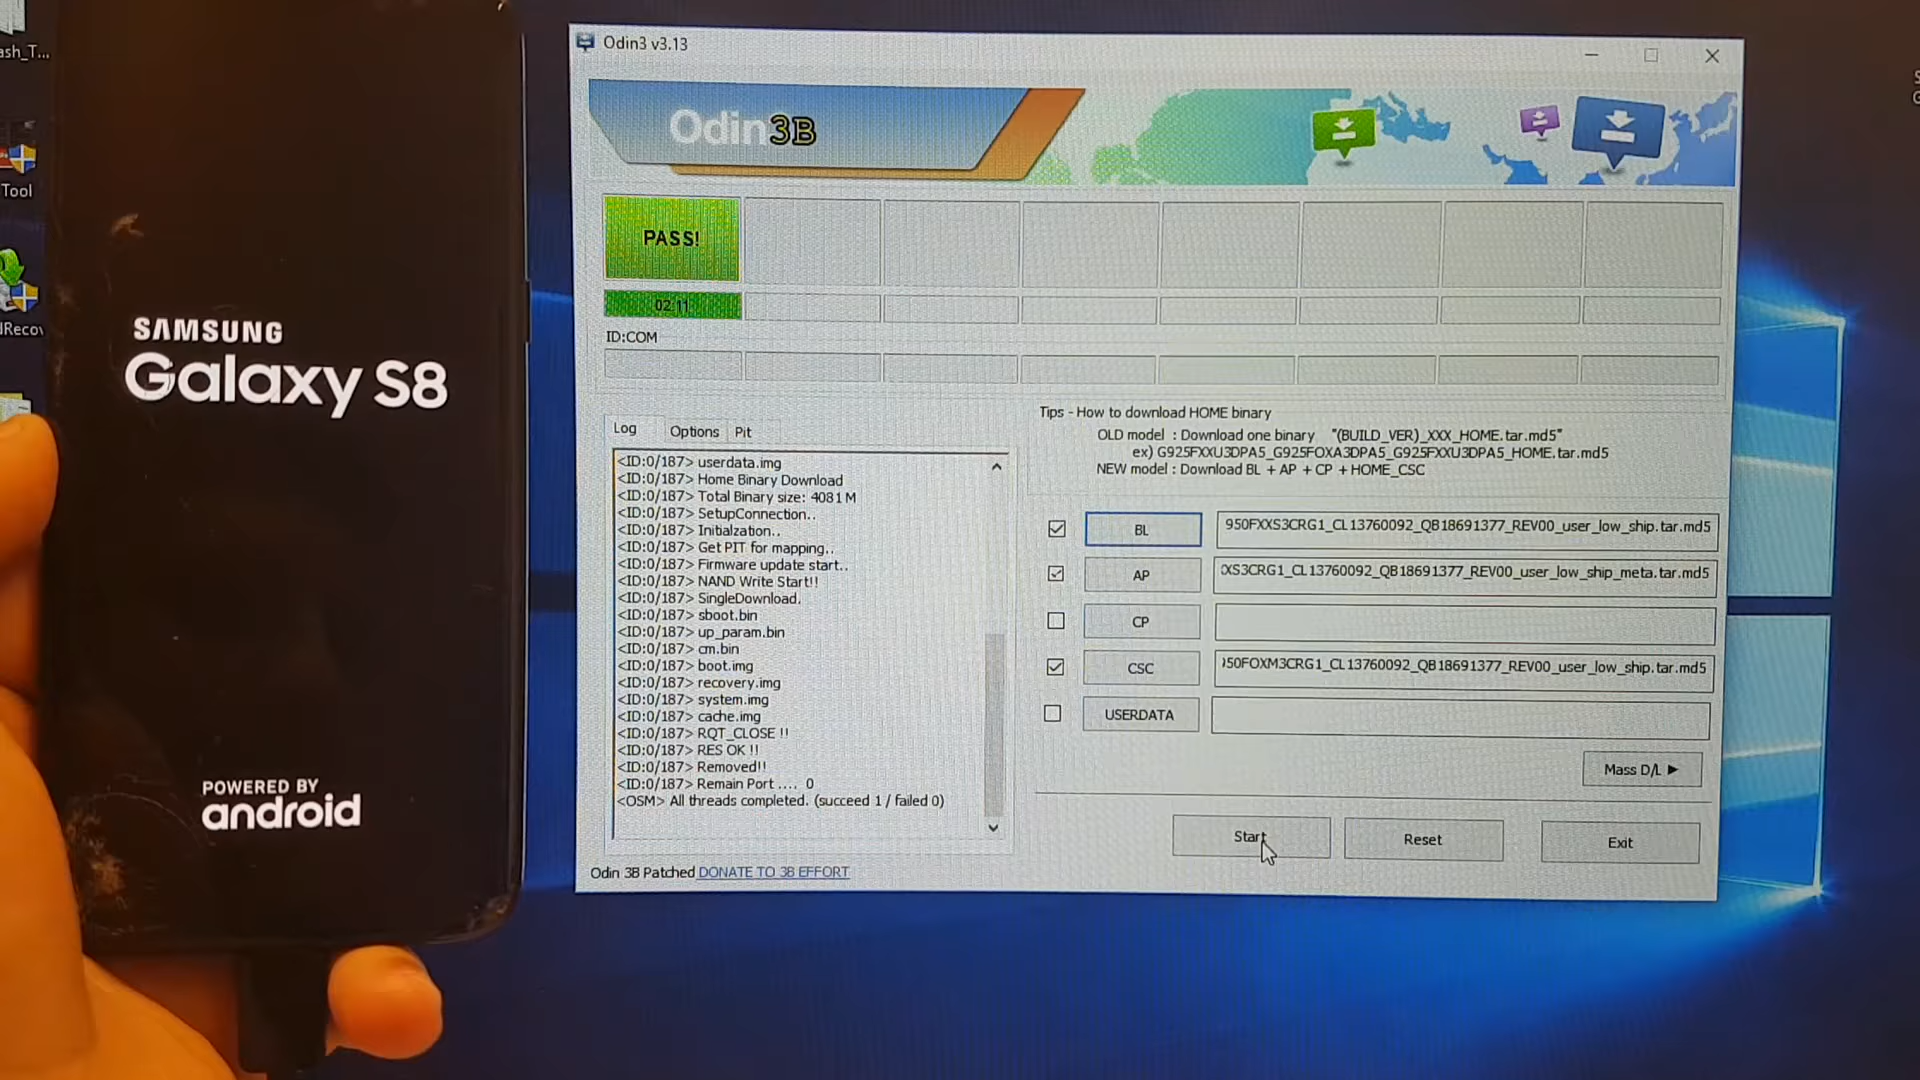 ash_T...
Tool
SAMSUNG
Galaxy S8
POWERED BY
android
Odin3 v3.13
Odin3B
PASS!
02:11
ID:COM
Log
Options
Pit
<ID:0/187> userdata.img
<ID:0/187> Home Binary Download
<ID:0/187> Total Binary size: 4081 M
<ID:0/187> SetupConnection..
<ID:0/187> Initialzation..
<ID:0/187> Get PIT for mapping..
<ID:0/187> Firmware update start..
<ID:0/187> NAND Write Start!!
<ID:0/187> SingleDownload.
<ID:0/187> sboot.bin
<ID:0/187> up_param.bin
<ID:0/187> cm.bin
<ID:0/187> boot.img
<ID:0/187> recovery.img
<ID:0/187> system.img
<ID:0/187> cache.img
<ID:0/187> RQT_CLOSE !!
<ID:0/187> RES OK !!
<ID:0/187> Removed!!
<ID:0/187> Remain Port .... 0
<OSM> All threads completed. (succeed 1 / failed 0)
Tips - How to download HOME binary
OLD model : Download one binary "(BUILD_VER)_XXX_HOME.tar.md5"
ex) G925FXXU3DPA5_G925FOXA3DPA5_G925FXXU3DPA5_HOME.tar.md5
NEW model : Download BL + AP + CP + HOME_CSC
BL
950FXXS3CRG1_CL13760092_QB18691377_REV00_user_low_ship.tar.md5
AP
XS3CRG1_CL13760092_QB18691377_REV00_user_low_ship_meta.tar.md5
CP
CSC
50FOXM3CRG1_CL13760092_QB18691377_REV00_user_low_ship.tar.md5
USERDATA
Mass D/L ►
Start
Reset
Exit
Odin 3B Patched DONATE TO 3B EFFORT